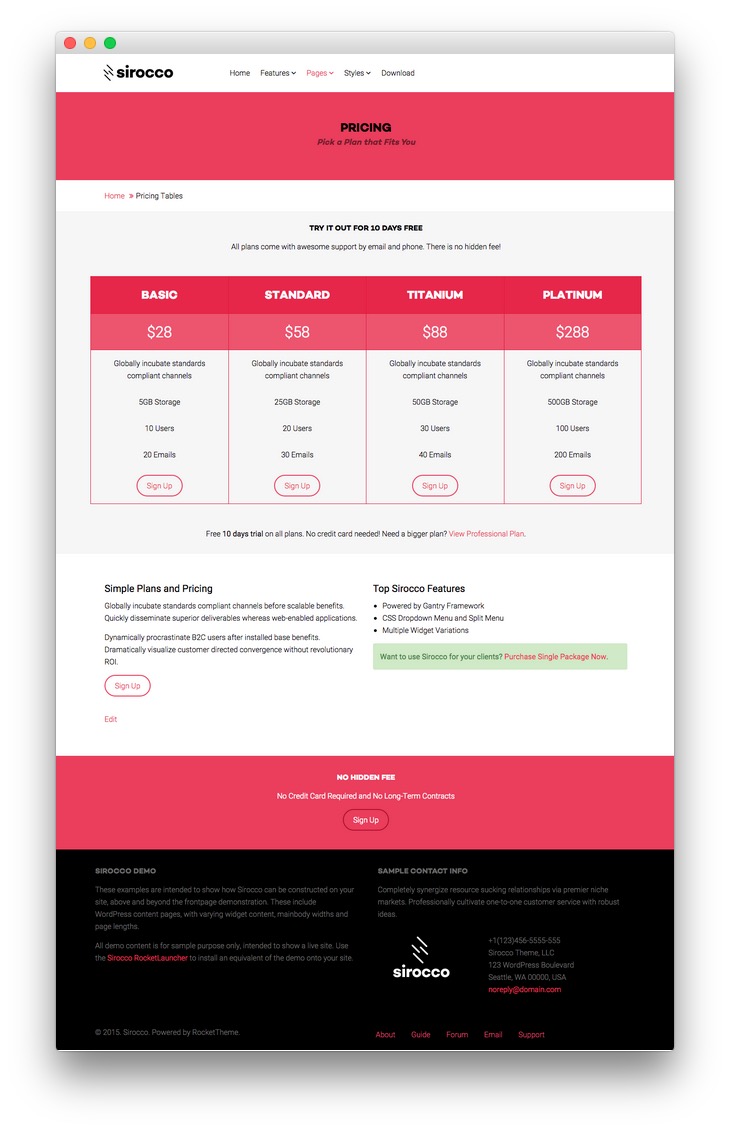 sirocco
Home Features Pages Styles Download
PRICING
Pick a Plan that Fits You
Home » Pricing Tables
TRY IT OUT FOR 10 DAYS FREE
All plans come with awesome support by email and phone. There is no hidden fee!
BASIC STANDARD TITANIUM PLATINUM
$28 $58 $88 $288
Globally incubate standards Globally incubate standards Globally incubate standards Globally incubate standards
compliant channels compliant channels compliant channels compliant channels
5GB Storage 25GB Storage 50GB Storage 500GB Storage
10 Users 20 Users 30 Users 100 Users
20 Emails 30 Emails 40 Emails 200 Emails
Sign Up Sign Up Sign Up Sign Up
Free 10 days trial on all plans. No credit card needed! Need a bigger plan? View Professional Plan.
Simple Plans and Pricing
Globally incubate standards compliant channels before scalable benefits.
Quickly disseminate superior deliverables whereas web-enabled applications.
Dynamically procrastinate B2C users after installed base benefits.
Dramatically visualize customer directed convergence without revolutionary
ROI.
Sign Up
Edit
Top Sirocco Features
• Powered by Gantry Framework
• CSS Dropdown Menu and Split Menu
• Multiple Widget Variations
Want to use Sirocco for your clients? Purchase Single Package Now.
NO HIDDEN FEE
No Credit Card Required and No Long-Term Contracts
Sign Up
SIROCCO DEMO
These examples are intended to show how Sirocco can be constructed on your
site, above and beyond the frontpage demonstration. These include
WordPress content pages, with varying widget content, mainbody widths and
page lengths.
All demo content is for sample purpose only, intended to show a live site. Use
the Sirocco RocketLauncher to install an equivalent of the demo onto your site.
SAMPLE CONTACT INFO
Completely synergize resource sucking relationships via premier niche
markets. Professionally cultivate one-to-one customer service with robust
ideas.
sirocco
+1(123)456-5555-555
Sirocco Theme, LLC
123 WordPress Boulevard
Seattle, WA 00000, USA
noreply@domain.com
© 2015. Sirocco. Powered by RocketTheme.
About Guide Forum Email Support